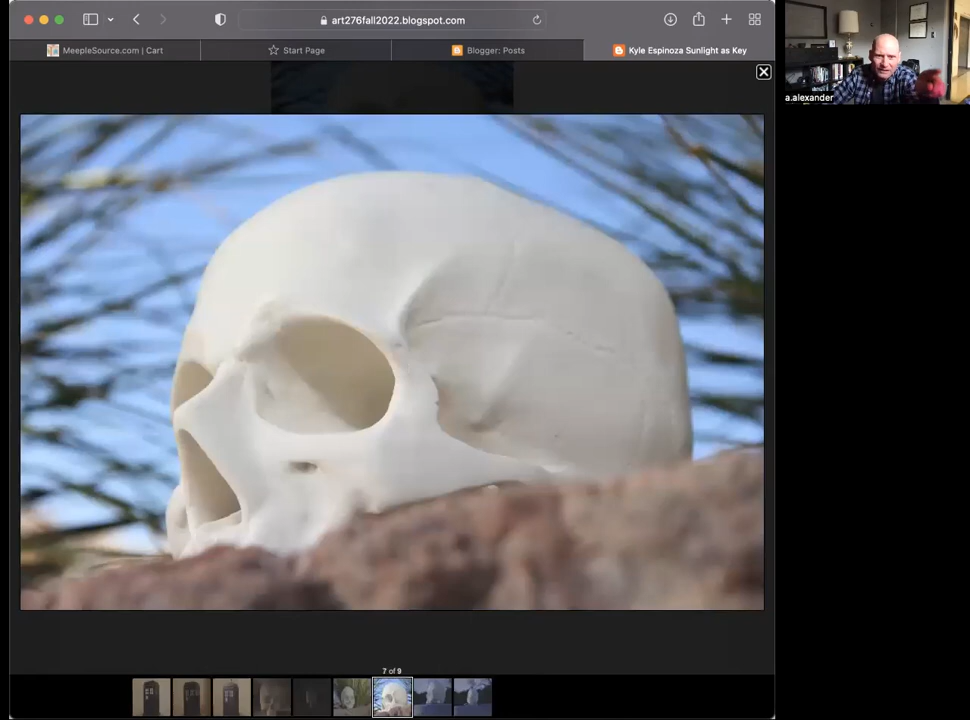 art276fall2022.blogspot.com
MeepleSource.com | Cart
Start Page
Blogger: Posts
Kyle Espinoza Sunlight as Key
a.alexander
7 of 9